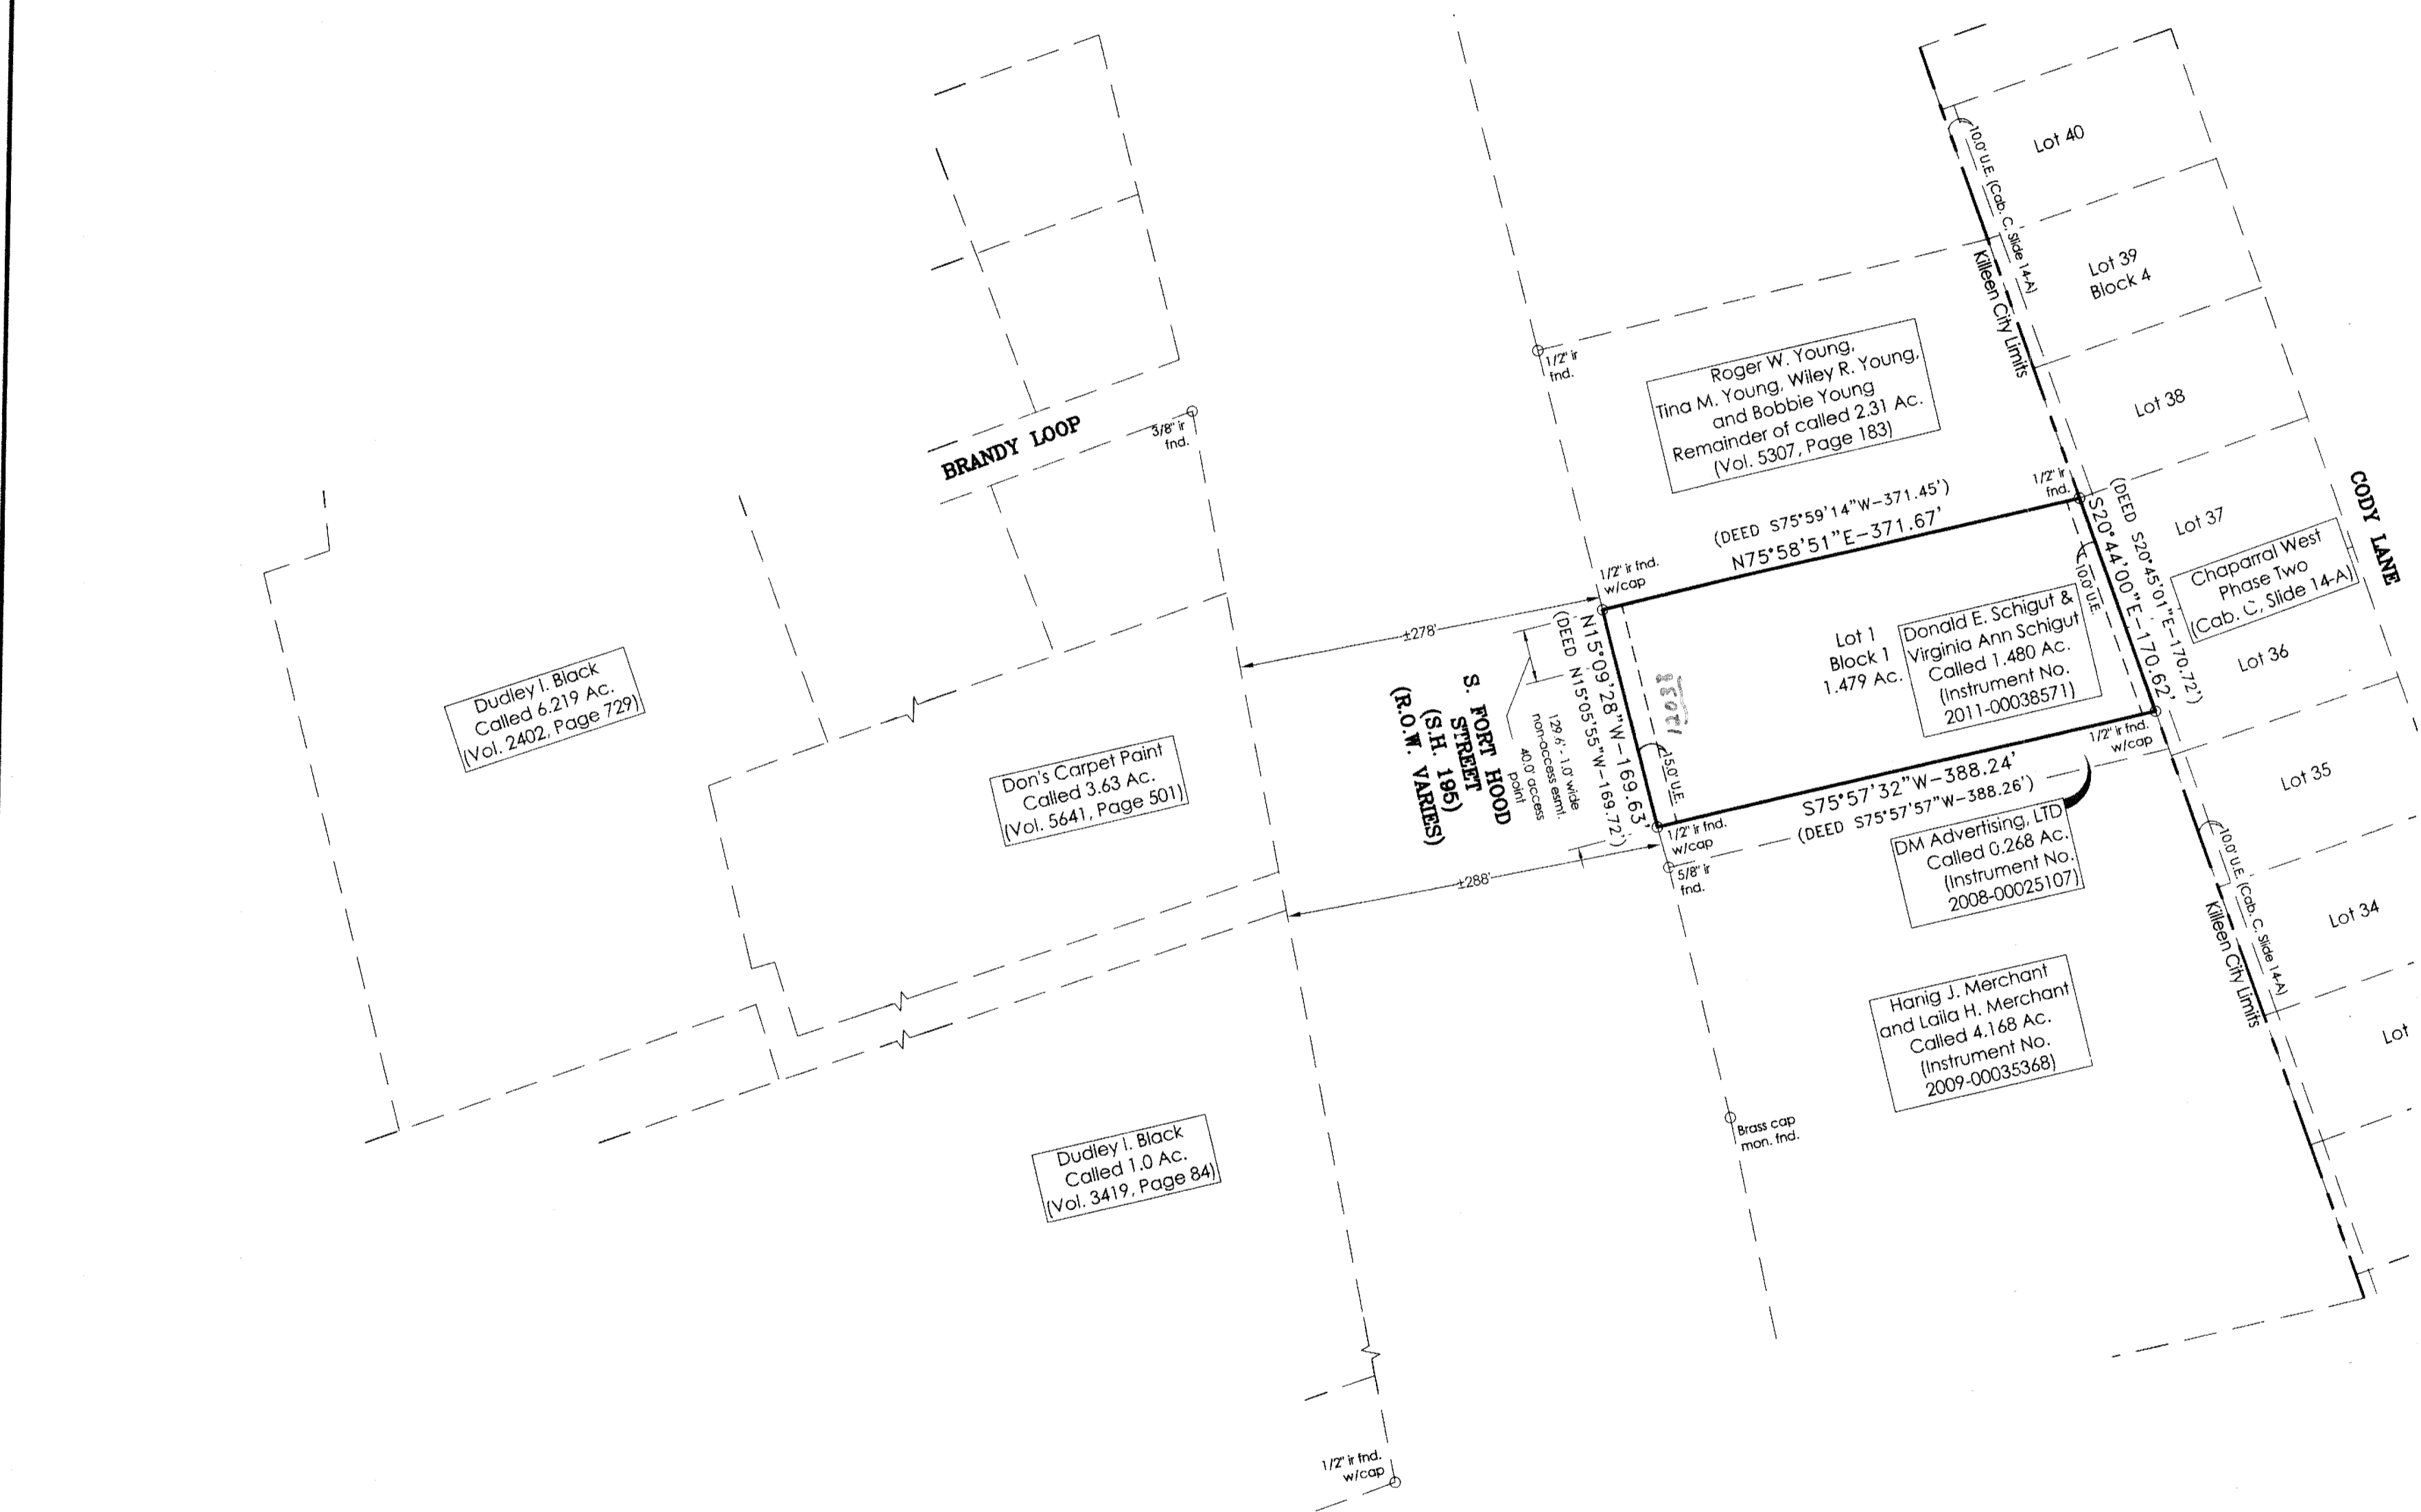 Lot 40
10.0' U.E. (Cab. C, Slide 14-A)
Killeen City Limits
Lot 39
Block 4
Lot 38
1/2" ir
fnd.
Roger W. Young,
Tina M. Young, Wiley R. Young,
and Bobbie Young
Remainder of called 2.31 Ac.
(Vol. 5307, Page 183)
BRANDY LOOP
3/8" ir
fnd.
1/2" ir
fnd.
(DEED S75°59'14"W-371.45')
N75°58'51"E-371.67'
(DEED S20°45'01"E-170.72')
S20°44'00"E-170.62'
10.0' U.E.
Lot 37
CODY LANE
Chaparral West
Phase Two
(Cab. C, Slide 14-A)
1/2" ir fnd.
w/cap
±278'
N15°09'28"W-169.63'
(DEED N15°05'55"W-169.72')
129.6' - 1.0' wide
non-access esmt.
40.0' access
point
S. FORT HOOD
STREET
(S.H. 195)
(R.O.W. VARIES)
15.0' U.E.
Lot 1
Block 1
1.479 Ac.
Donald E. Schigut &
Virginia Ann Schigut
Called 1.480 Ac.
(Instrument No.
2011-00038571)
Lot 36
Dudley I. Black
Called 6.219 Ac.
(Vol. 2402, Page 729)
Don's Carpet Paint
Called 3.63 Ac.
(Vol. 5641, Page 501)
1/2" ir fnd.
w/cap
S75°57'32"W-388.24'
(DEED S75°57'57"W-388.26')
1/2" ir fnd.
w/cap
5/8" ir
fnd.
±288'
DM Advertising, LTD
Called 0.268 Ac.
(Instrument No.
2008-00025107)
Lot 35
10.0' U.E. (Cab. C, Slide 14-A)
Killeen City Limits
Lot 34
Hanig J. Merchant
and Laila H. Merchant
Called 4.168 Ac.
(Instrument No.
2009-00035368)
Lot
Brass cap
mon. fnd.
Dudley I. Black
Called 1.0 Ac.
(Vol. 3419, Page 84)
1/2" ir fnd.
w/cap